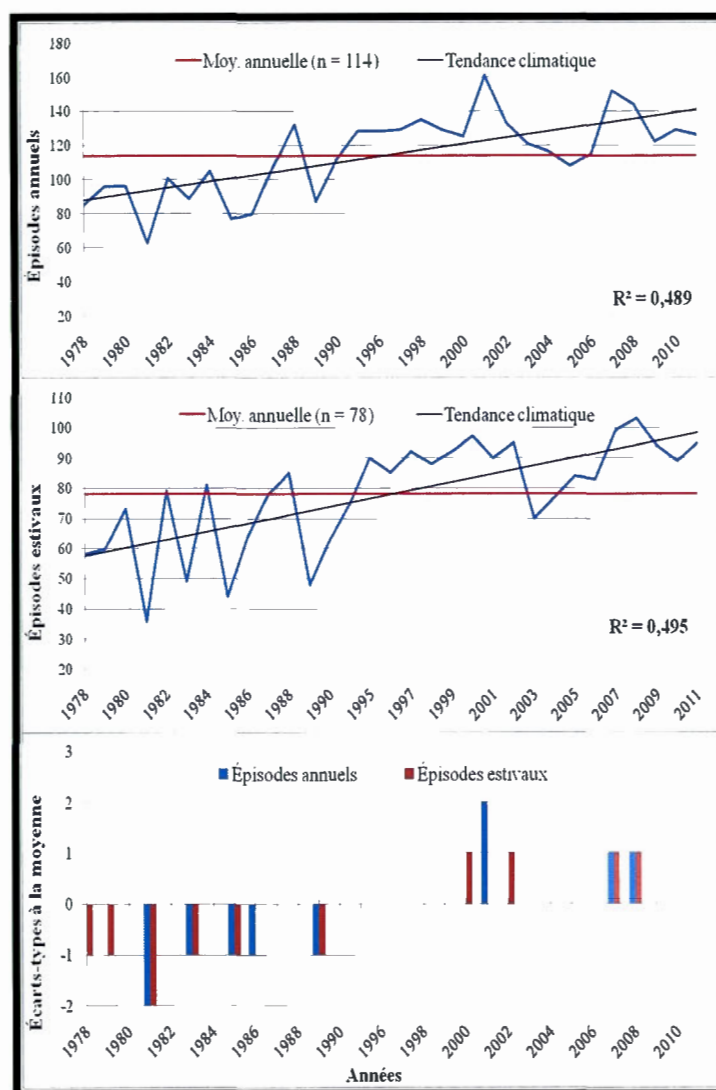 180
160
140
120
100
80
60
40
20
Épisodes annuels
Moy. annuelle (n = 114)
Tendance climatique
R² = 0,489
1978 1980 1982 1984 1986 1988 1990 1996 1998 2000 2002 2004 2006 2008 2010
110
100
90
80
70
60
50
40
30
20
Épisodes estivaux
Moy. annuelle (n = 78)
Tendance climatique
R² = 0,495
1978 1980 1982 1984 1986 1988 1990 1995 1997 1999 2001 2003 2005 2007 2009 2011
3
2
1
0
-1
-2
Écarts-types à la moyenne
Épisodes annuels
Épisodes estivaux
1978 1980 1982 1984 1986 1988 1990 1996 1998 2000 2002 2004 2006 2008 2010
Années